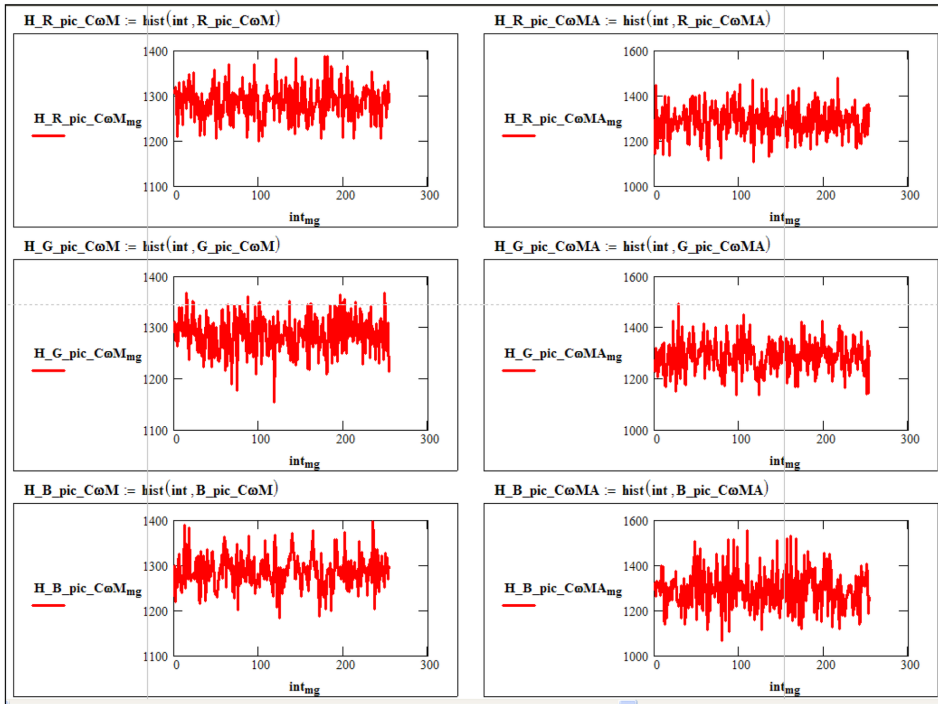 H_R_pic_CωM := hist(int , R_pic_CωM)
H_R_pic_CωMA := hist(int , R_pic_CωMA)
1400
1300
1200
1100
H_R_pic_CωMmg
0 100 200 300
intmg
1600
1400
1200
1000
H_R_pic_CωMAmg
0 100 200 300
intmg
H_G_pic_CωM := hist(int , G_pic_CωM)
H_G_pic_CωMA := hist(int , G_pic_CωMA)
1400
1300
1200
1100
H_G_pic_CωMmg
0 100 200 300
intmg
1600
1400
1200
1000
H_G_pic_CωMAmg
0 100 200 300
intmg
H_B_pic_CωM := hist(int , B_pic_CωM)
H_B_pic_CωMA := hist(int , B_pic_CωMA)
1400
1300
1200
1100
H_B_pic_CωMmg
0 100 200 300
intmg
1600
1400
1200
1000
H_B_pic_CωMAmg
0 100 200 300
intmg